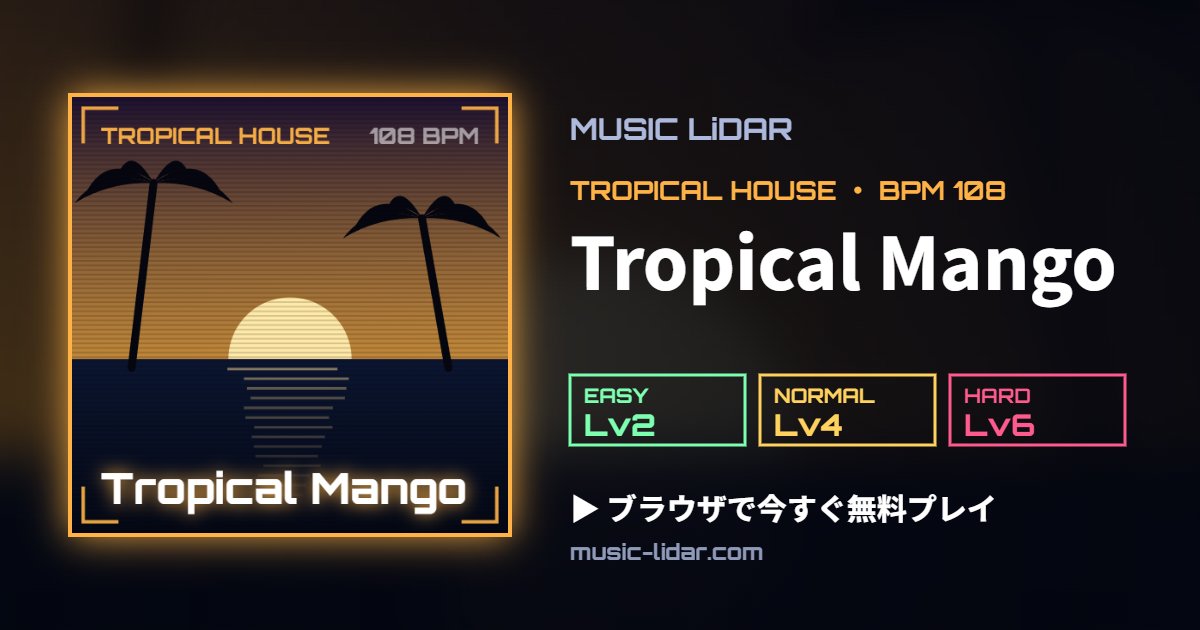 TROPICAL HOUSE 108 BPM
Tropical Mango
MUSIC LiDAR
TROPICAL HOUSE • BPM 108
Tropical Mango
EASY
Lv2
NORMAL
Lv4
HARD
Lv6
▶ ブラウザで今すぐ無料プレイ
music-lidar.com